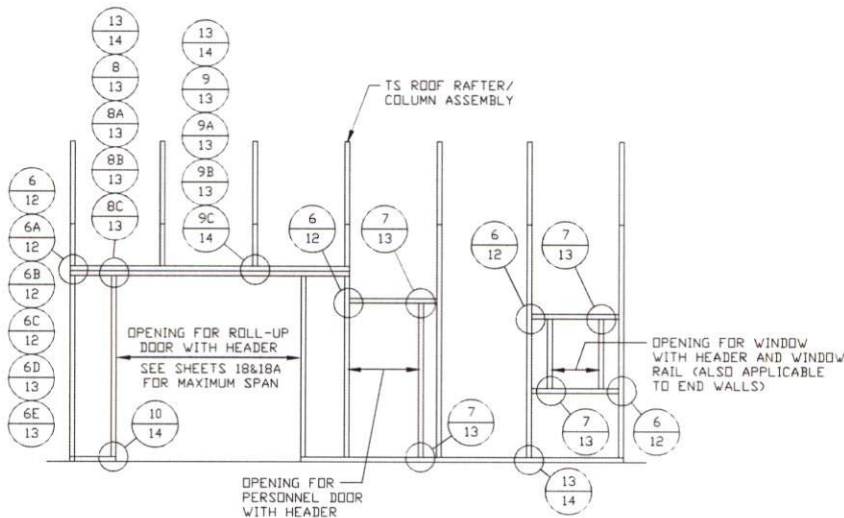 13
14
8
13
8A
13
8B
13
8C
13
13
14
9
13
9A
13
9B
13
9C
14
TS ROOF RAFTER/
COLUMN ASSEMBLY
6
12
6A
12
6B
12
6C
12
6D
13
6E
13
6
12
7
13
6
12
7
13
OPENING FOR ROLL-UP
DOOR WITH HEADER
SEE SHEETS 18&18A
FOR MAXIMUM SPAN
OPENING FOR WINDOW
WITH HEADER AND WINDOW
RAIL (ALSO APPLICABLE
TO END WALLS)
10
14
7
13
7
13
6
12
OPENING FOR
PERSONNEL DOOR
WITH HEADER
13
14